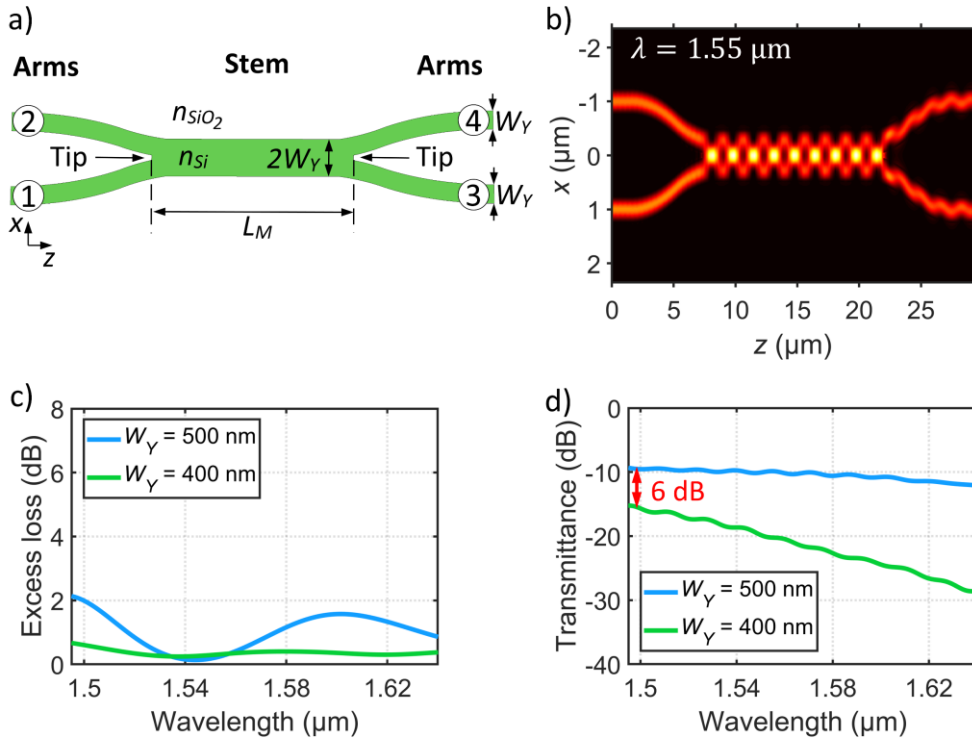 a)
Arms
Stem
Arms
2
n_SiO₂
4
W_Y
Tip
n_Si
2W_Y
Tip
1
3
W_Y
x
z
L_M
b)
λ = 1.55 μm
-2
-1
0
1
2
x (μm)
0
5
10
15
20
25
z (μm)
c)
8
6
4
2
0
Excess loss (dB)
W_Y = 500 nm
W_Y = 400 nm
1.5
1.54
1.58
1.62
Wavelength (μm)
d)
0
-10
-20
-30
-40
Transmittance (dB)
6 dB
W_Y = 500 nm
W_Y = 400 nm
1.5
1.54
1.58
1.62
Wavelength (μm)